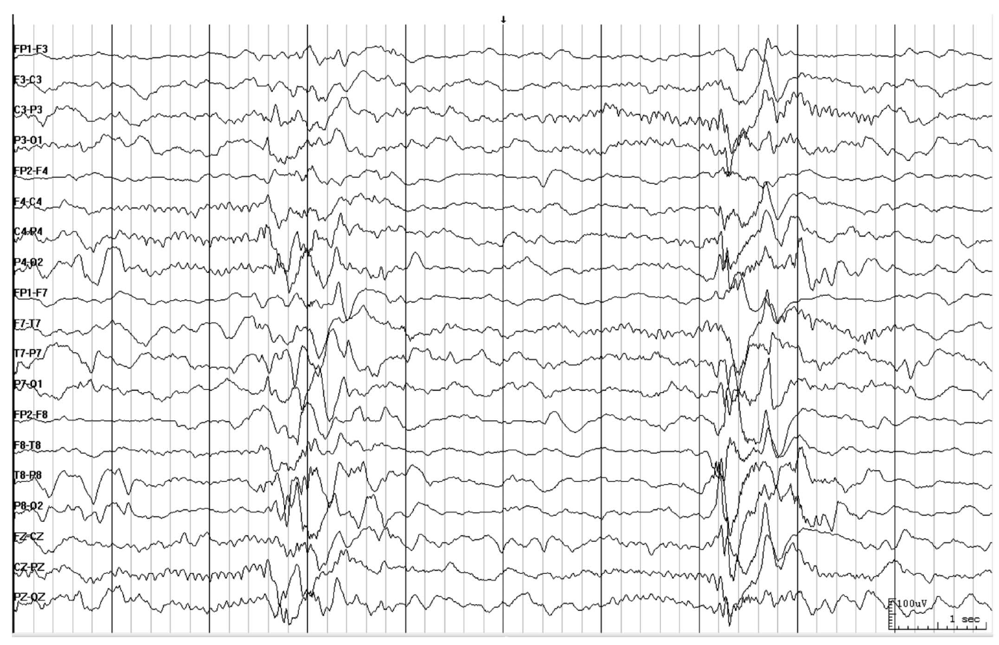 FP1-F3
F3-C3
C3-P3
P3-O1
FP2-F4
F4-C4
C4-P4
P4-O2
FP1-F7
F7-T7
T7-P7
P7-O1
FP2-F8
F8-T8
T8-P8
P8-O2
FZ-CZ
CZ-PZ
PZ-OZ
100uV
1 sec